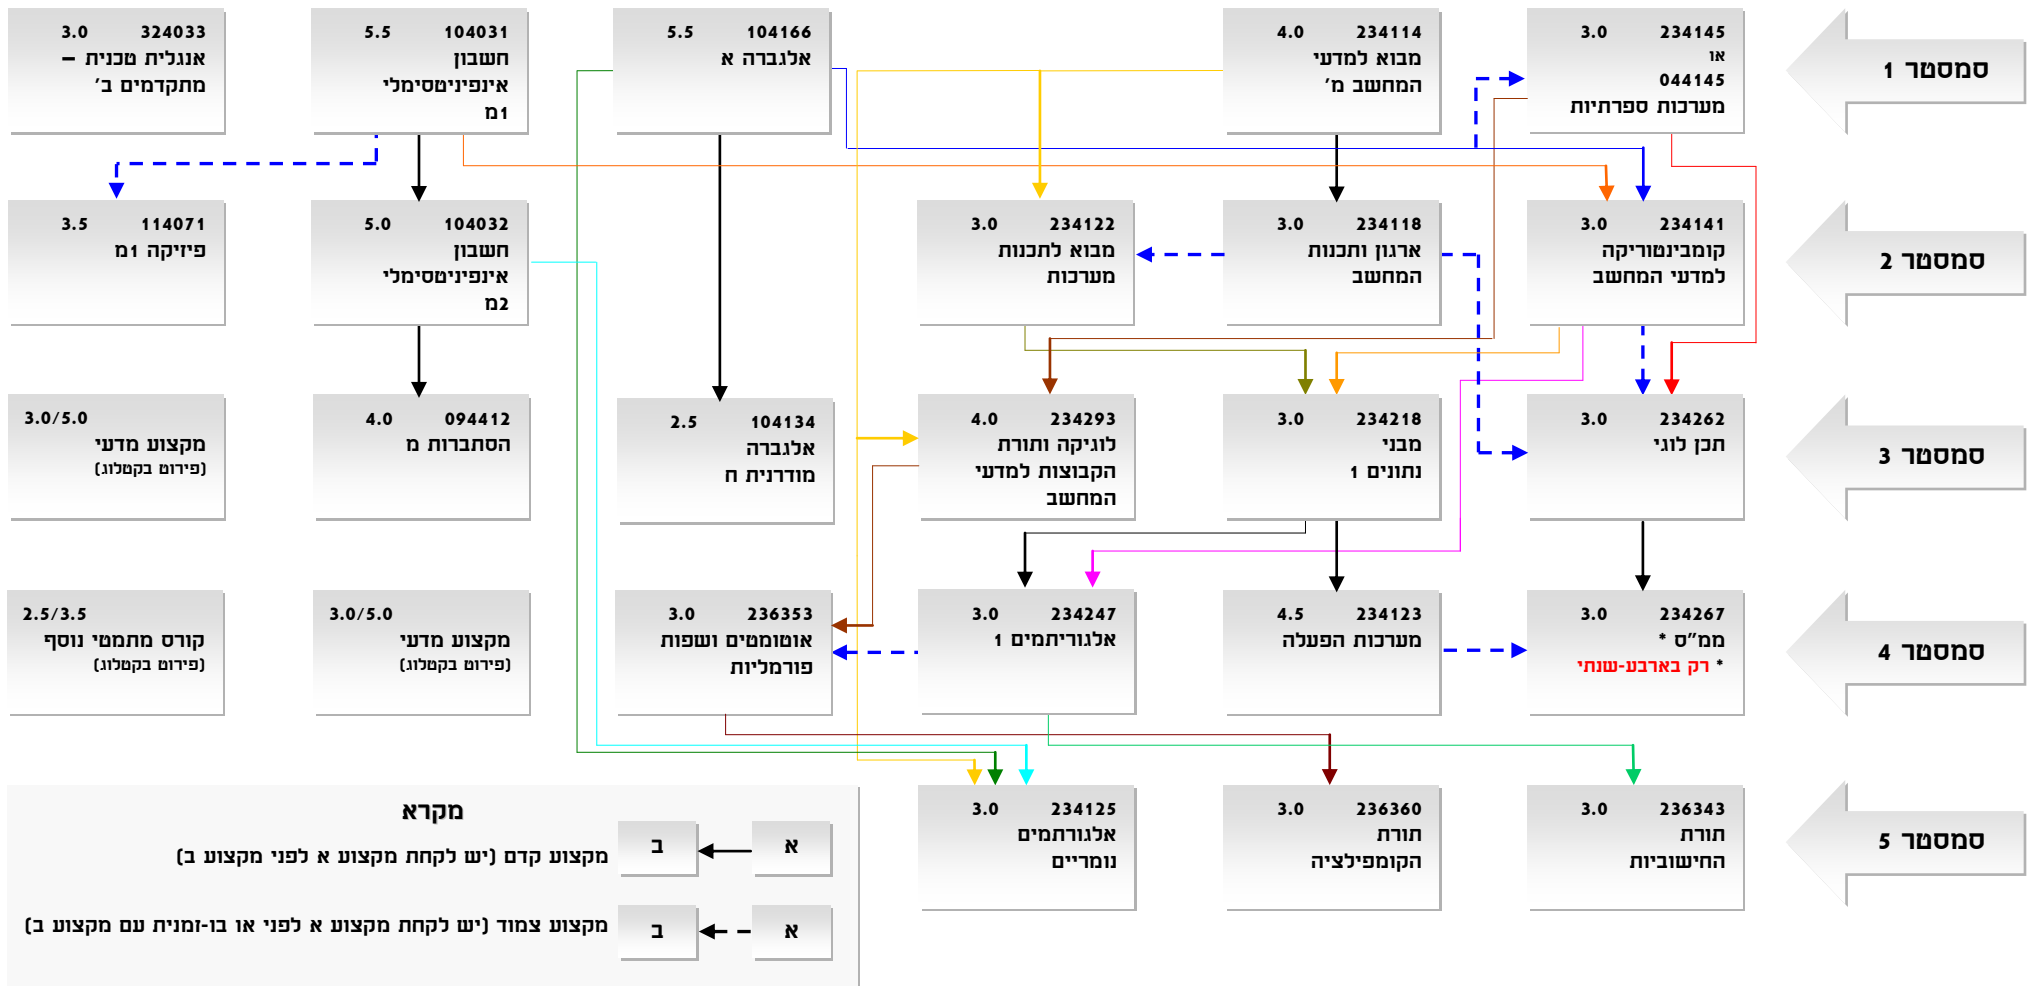 סמסטר 1
234145 3.0
או
044145
מערכות ספרתיות
234114 4.0
מבוא למדעי
המחשב מ'
104166 5.5
אלגברה א
104031 5.5
חשבון
אינפיניטסימלי
1מ
324033 3.0
אנגלית טכנית –
מתקדמים ב'
סמסטר 2
234141 3.0
קומבינטוריקה
למדעי המחשב
234118 3.0
ארגון ותכנות
המחשב
234122 3.0
מבוא לתכנות
מערכות
104032 5.0
חשבון
אינפיניטסימלי
2מ
114071 3.5
פיזיקה 1מ
סמסטר 3
234262 3.0
תכן לוגי
234218 3.0
מבני
נתונים 1
234293 4.0
לוגיקה ותורת
הקבוצות למדעי
המחשב
104134 2.5
אלגברה
מודרנית ח
094412 4.0
הסתברות מ
3.0/5.0
מקצוע מדעי
(פירוט בקטלוג)
סמסטר 4
234267 3.0
ממ"ס *
* רק בארבע-שנתי
234123 4.5
מערכות הפעלה
234247 3.0
אלגוריתמים 1
236353 3.0
אוטומטים ושפות
פורמליות
3.0/5.0
מקצוע מדעי
(פירוט בקטלוג)
2.5/3.5
קורס מתמטי נוסף
(פירוט בקטלוג)
סמסטר 5
236343 3.0
תורת
החישוביות
236360 3.0
תורת
הקומפילציה
234125 3.0
אלגורתמים
נומריים
מקרא
א ב מקצוע קדם (יש לקחת מקצוע א לפני מקצוע ב)
א ב מקצוע צמוד (יש לקחת מקצוע א לפני או בו-זמנית עם מקצוע ב)